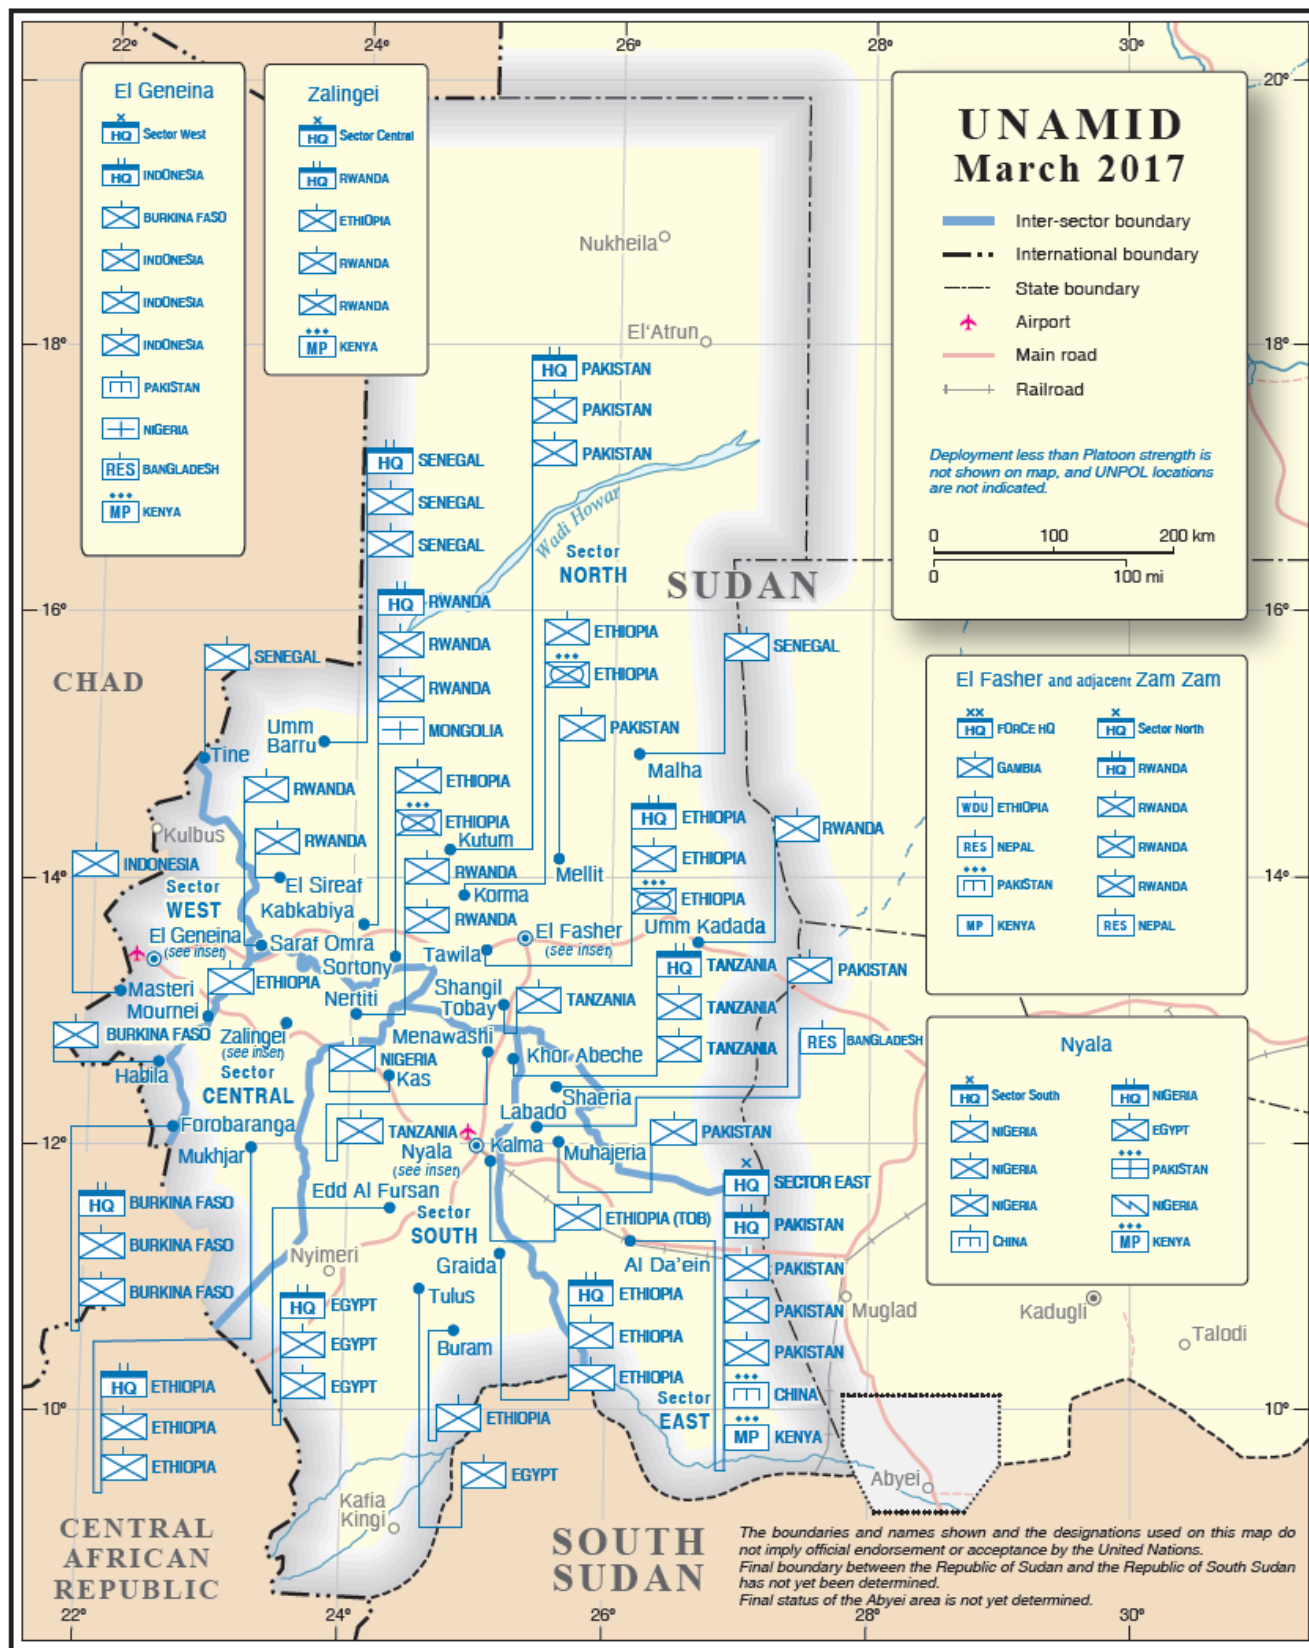 22°
24°
26°
28°
30°
20°
18°
16°
14°
12°
10°
UNAMID
March 2017
Inter-sector boundary
International boundary
State boundary
Airport
Main road
Railroad
Deployment less than Platoon strength is
not shown on map, and UNPOL locations
are not indicated.
0 100 200 km
0 100 mi
El Geneina
HQ Sector West
HQ INDONESIA
BURKINA FASO
INDONESIA
INDONESIA
INDONESIA
PAKISTAN
NIGERIA
RES BANGLADESH
MP KENYA
Zalingei
HQ Sector Central
HQ RWANDA
ETHIOPIA
RWANDA
RWANDA
MP KENYA
Nukheila
El'Atrun
HQ PAKISTAN
PAKISTAN
PAKISTAN
HQ SENEGAL
SENEGAL
SENEGAL
Wadi Howar
Sector
NORTH
SUDAN
HQ RWANDA
RWANDA
RWANDA
MONGOLIA
ETHIOPIA
ETHIOPIA
SENEGAL
SENEGAL
CHAD
PAKISTAN
Umm
Barru
Tine
Malha
RWANDA
ETHIOPIA
ETHIOPIA
RWANDA
Kulbus
Kutum
HQ ETHIOPIA
ETHIOPIA
ETHIOPIA
RWANDA
INDONESIA
RWANDA
RWANDA
Mellit
El Sireaf
Korma
Sector
WEST
Kabkabiya
Umm Kadada
El Geneina
(see inset)
Saraf Omra
Sortony
Tawila
El Fasher
(see inset)
HQ TANZANIA
TANZANIA
TANZANIA
PAKISTAN
Masteri
ETHIOPIA
Nertiti
Shangil
Tobay
TANZANIA
Mournei
BURKINA FASO
Zalingei
(see inset)
Menawashi
RES BANGLADESH
Habila
Sector
CENTRAL
NIGERIA
Kas
Khor Abeche
Shaeria
Labado
Forobaranga
Mukhjar
TANZANIA
Nyala
(see inset)
Kalma
Muhajeria
PAKISTAN
Edd Al Fursan
Sector
SOUTH
ETHIOPIA (TOB)
HQ SECTOR EAST
HQ PAKISTAN
PAKISTAN
PAKISTAN
PAKISTAN
CHINA
MP KENYA
HQ BURKINA FASO
BURKINA FASO
BURKINA FASO
Nyimeri
Graida
Al Da'ein
Tulus
Buram
HQ EGYPT
EGYPT
EGYPT
HQ ETHIOPIA
ETHIOPIA
ETHIOPIA
Muglad
Kadugli
Talodi
HQ ETHIOPIA
ETHIOPIA
ETHIOPIA
Sector
EAST
ETHIOPIA
EGYPT
Abyei
Kafia
Kingi
CENTRAL
AFRICAN
REPUBLIC
SOUTH
SUDAN
El Fasher and adjacent Zam Zam
HQ FORCE HQ
HQ Sector North
GAMBIA
HQ RWANDA
WDU ETHIOPIA
RWANDA
RES NEPAL
RWANDA
PAKISTAN
RWANDA
MP KENYA
RES NEPAL
Nyala
HQ Sector South
HQ NIGERIA
NIGERIA
EGYPT
NIGERIA
PAKISTAN
NIGERIA
NIGERIA
CHINA
MP KENYA
The boundaries and names shown and the designations used on this map do
not imply official endorsement or acceptance by the United Nations.
Final boundary between the Republic of Sudan and the Republic of South Sudan
has not yet been determined.
Final status of the Abyei area is not yet determined.
20°
18°
16°
14°
12°
10°
22°
24°
26°
28°
30°